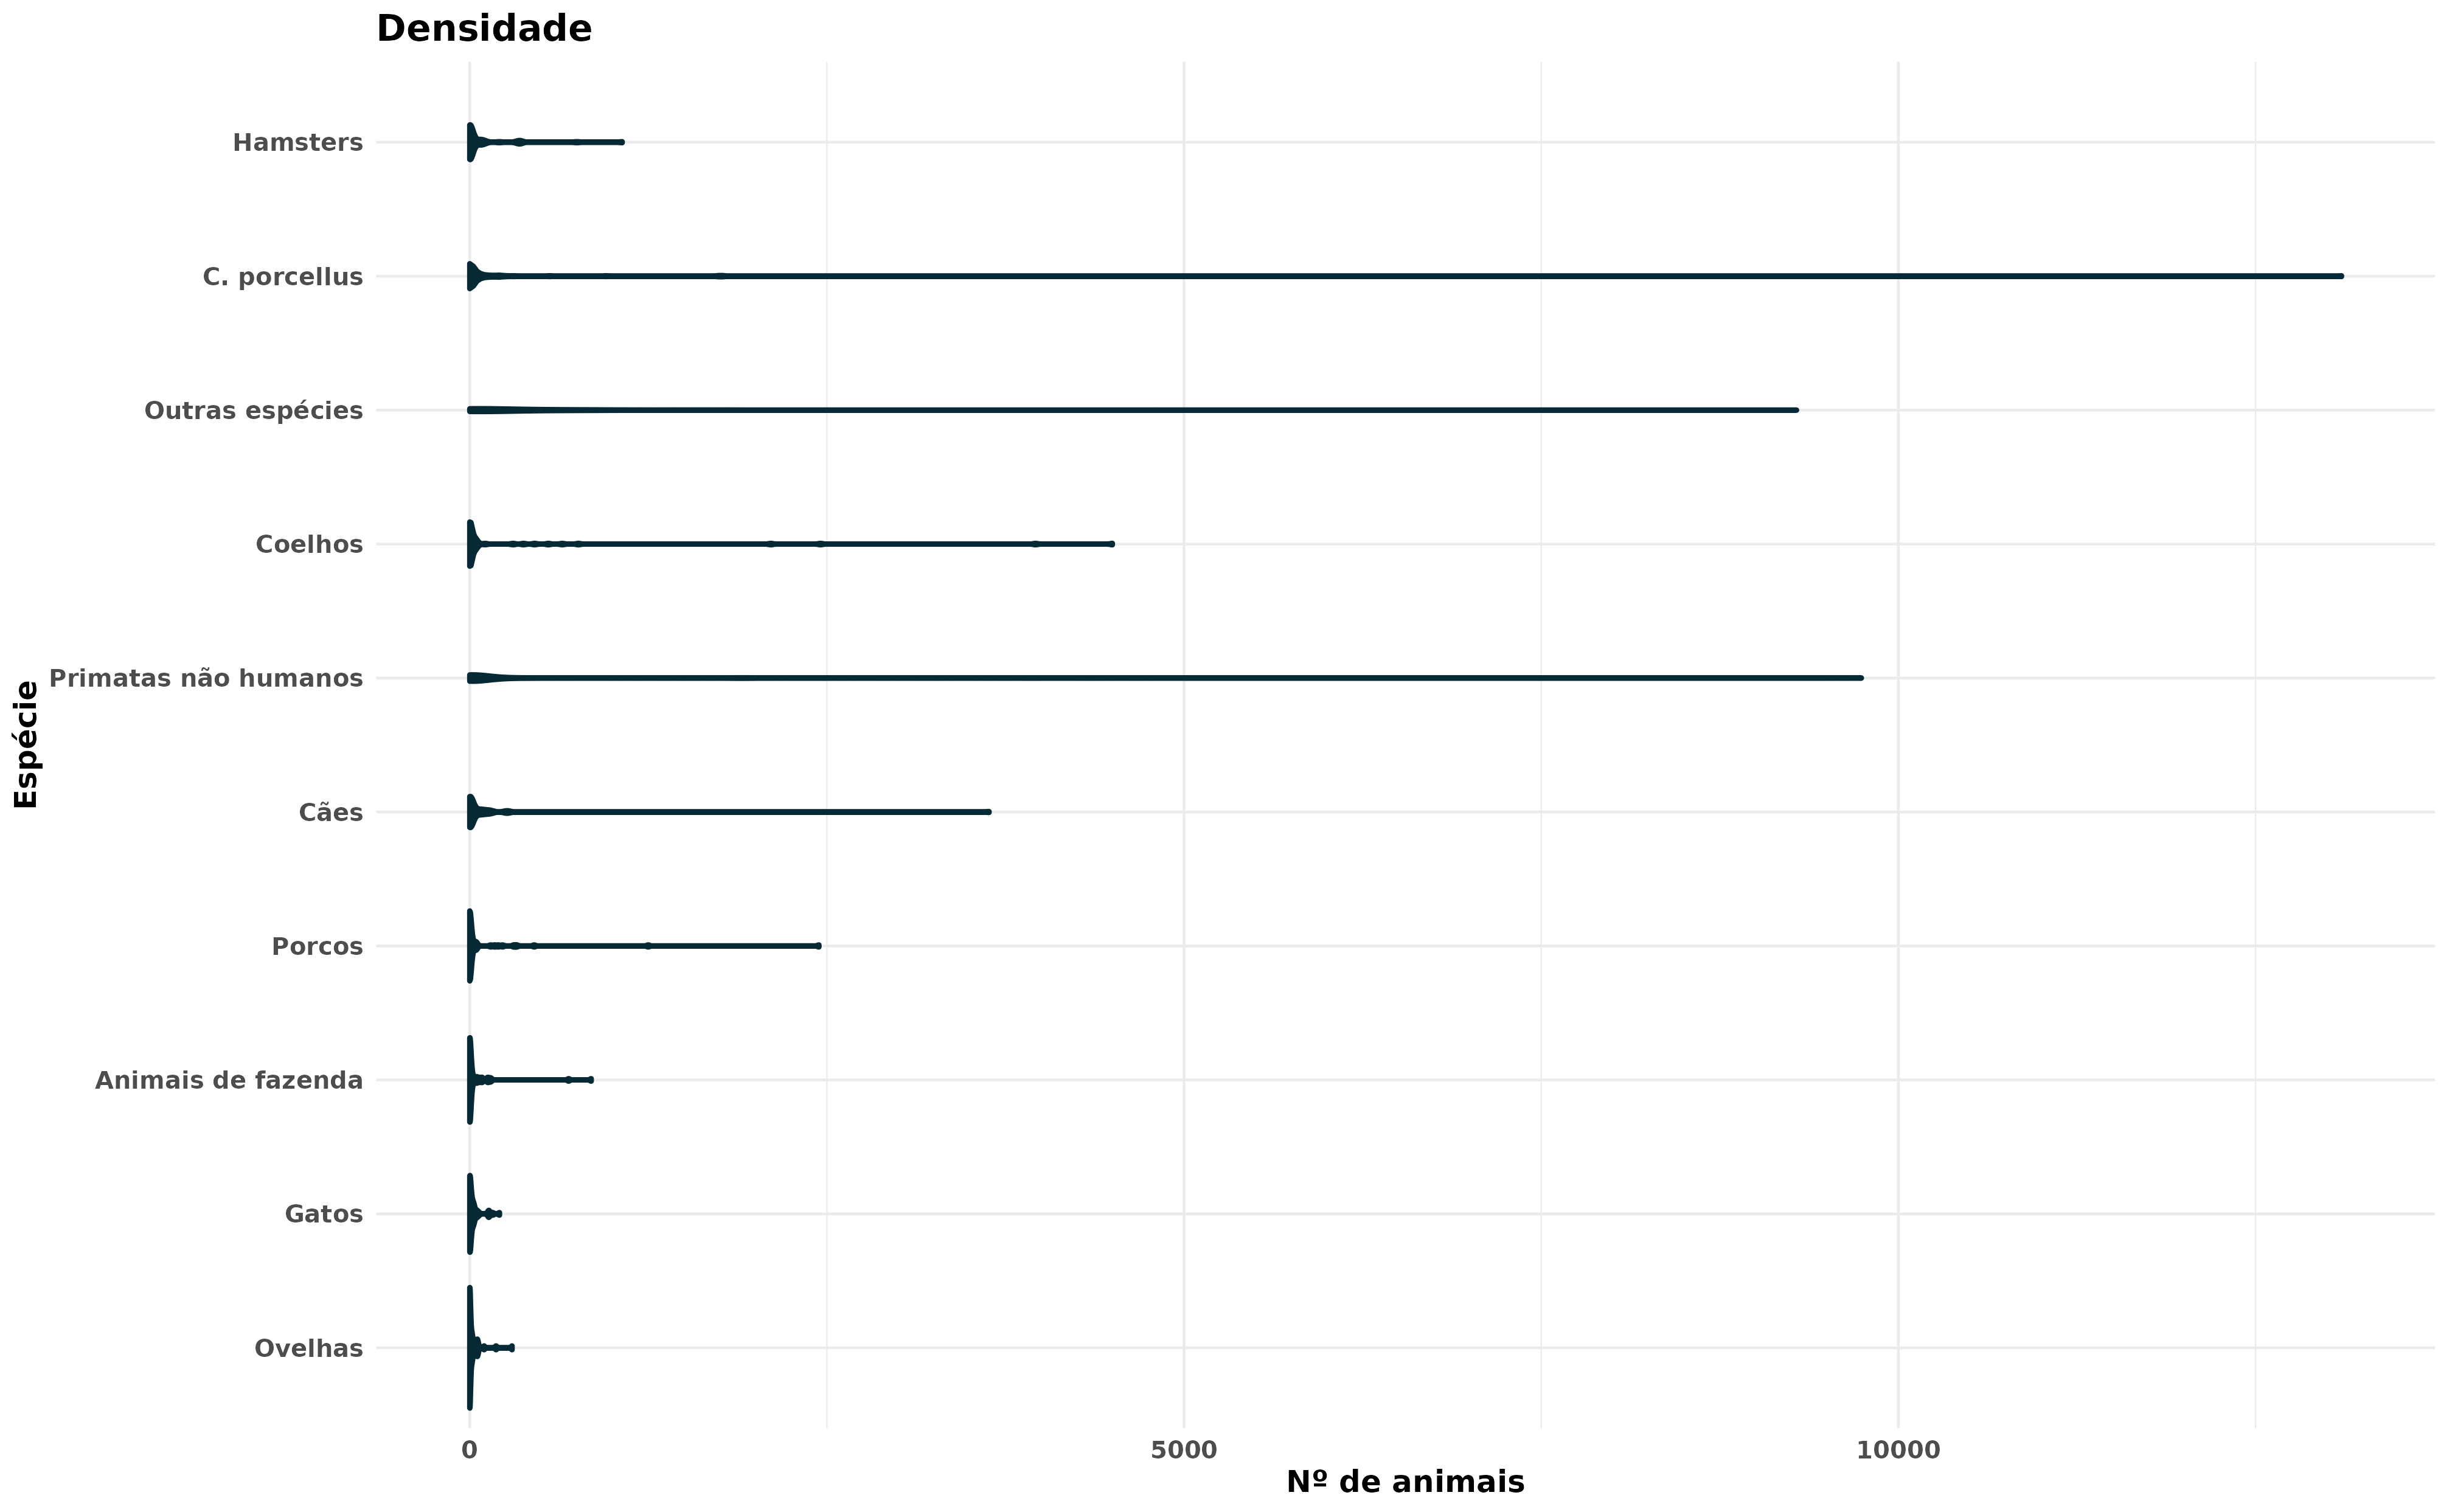 Densidade
Hamsters
C. porcellus
Outras espécies
Coelhos
Primatas não humanos
Cães
Porcos
Animais de fazenda
Gatos
Ovelhas
Espécie
0 5000 10000
Nº de animais